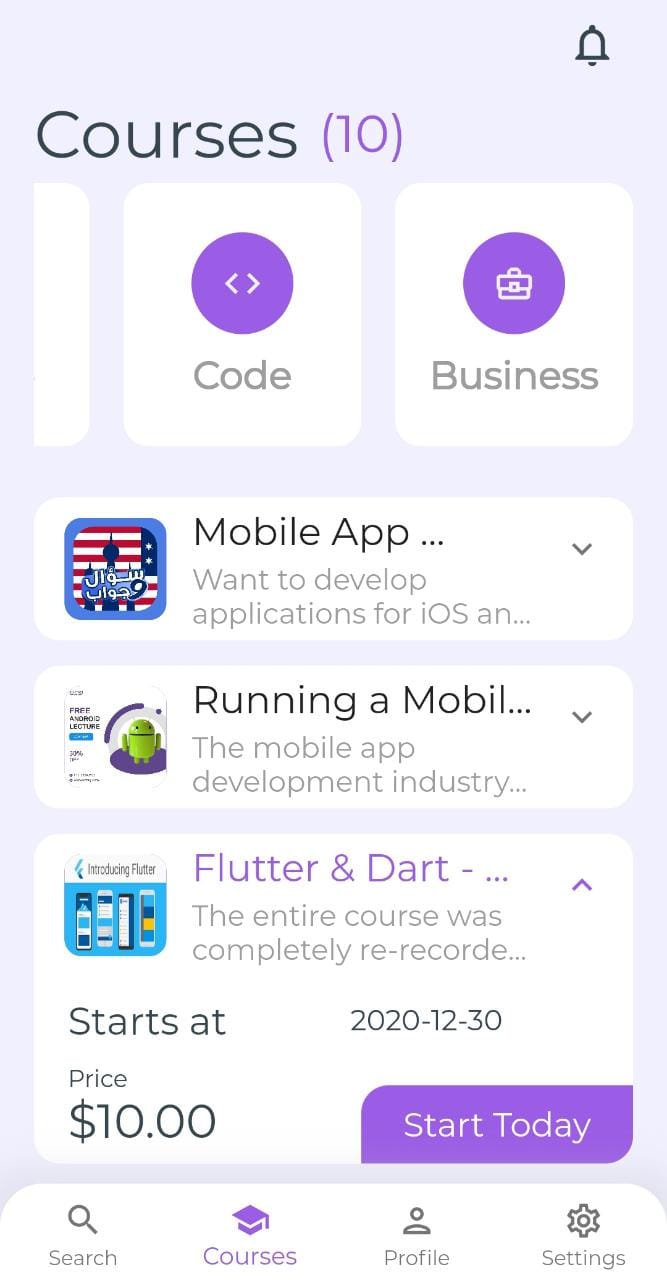 Courses (10)
Code
Business
سؤال
و
جواب
Mobile App ...
Want to develop
applications for iOS an...
FREE
ANDROID
LECTURE
50%
Running a Mobil...
The mobile app
development industry...
Introducing Flutter
Flutter & Dart - ...
The entire course was
completely re-recorde...
Starts at
2020-12-30
Price
$10.00
Start Today
Search
Courses
Profile
Settings